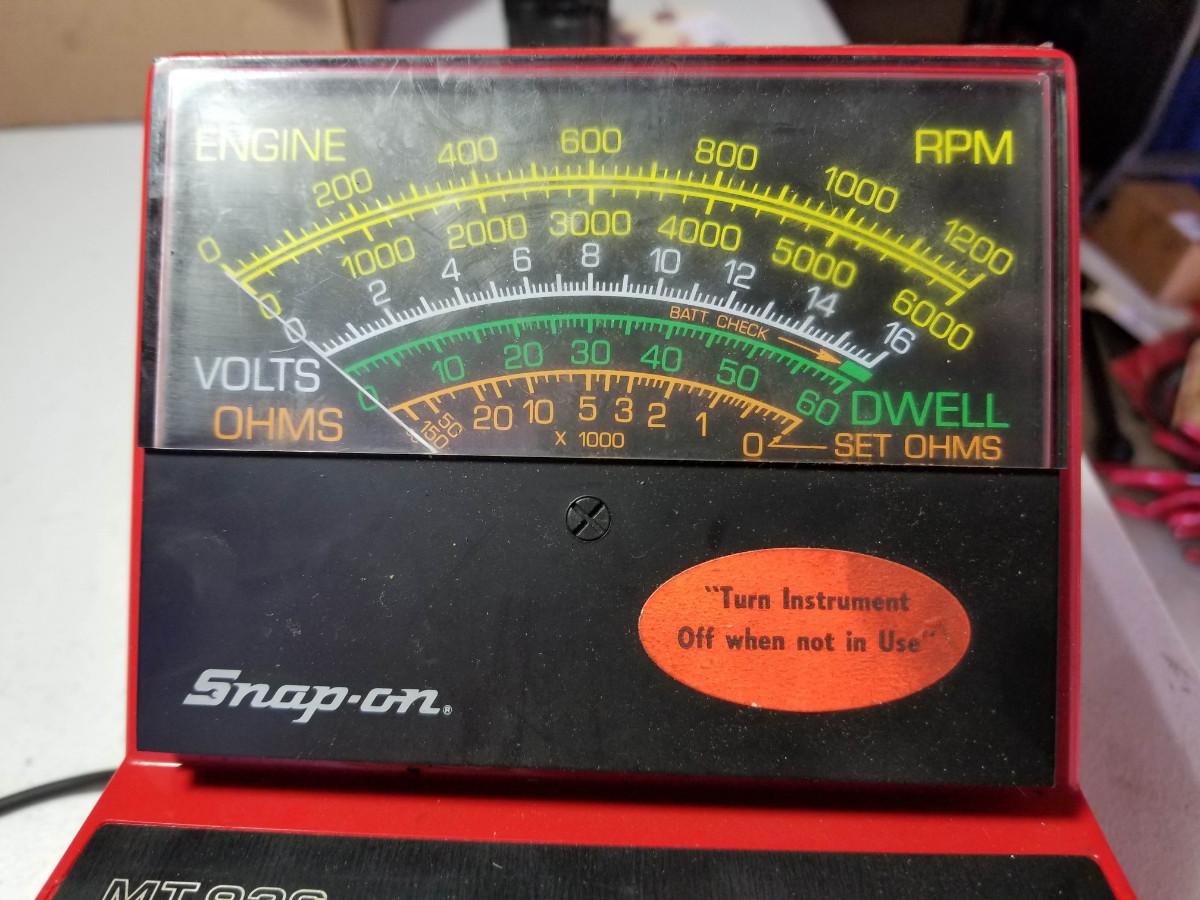 ENGINE RPM
0 200 400 600 800 1000 1200
0 1000 2000 3000 4000 5000 6000
0 2 4 6 8 10 12 14 16
VOLTS
BATT. CHECK
0 10 20 30 40 50 60 DWELL
OHMS
150 50 20 10 5 3 2 1 0 SET OHMS
X 1000
"Turn Instrument
Off when not in Use"
Snap-on®